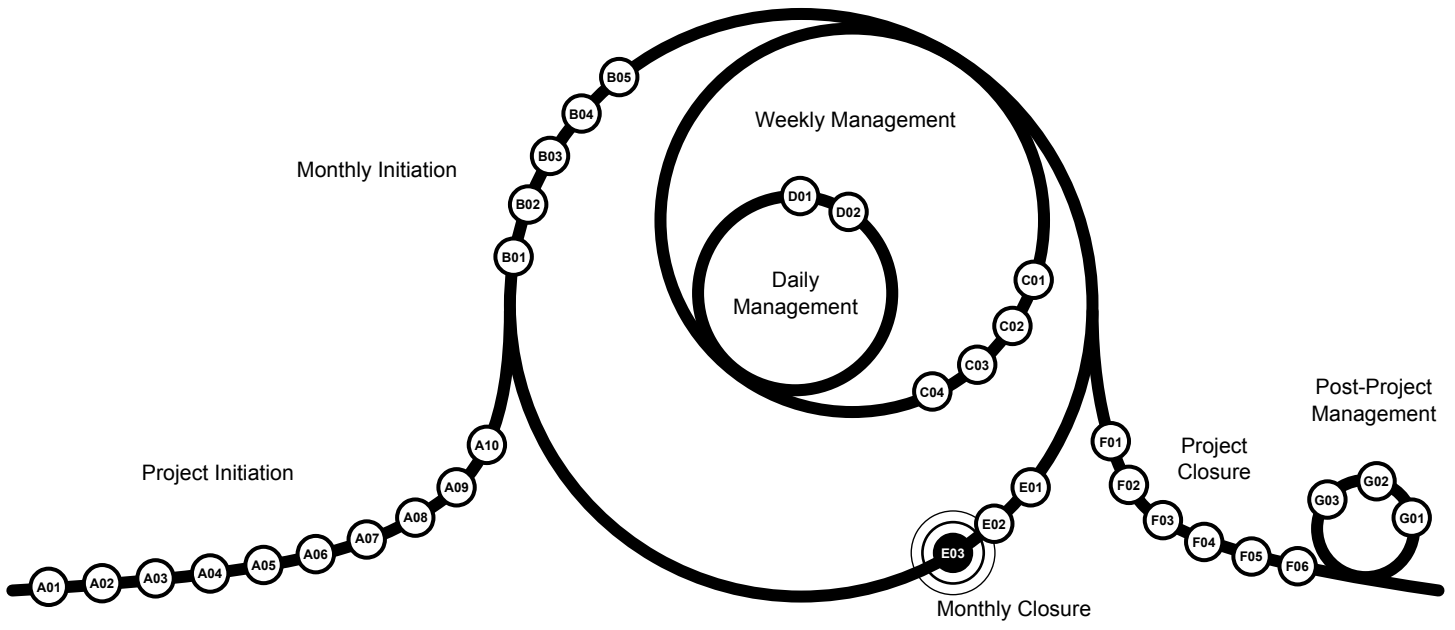 Project Initiation
A01
A02
A03
A04
A05
A06
A07
A08
A09
A10
Monthly Initiation
B01
B02
B03
B04
B05
Weekly Management
C01
C02
C03
C04
Daily
Management
D01
D02
E01
E02
E03
Monthly Closure
Project
Closure
F01
F02
F03
F04
F05
F06
Post-Project
Management
G01
G02
G03